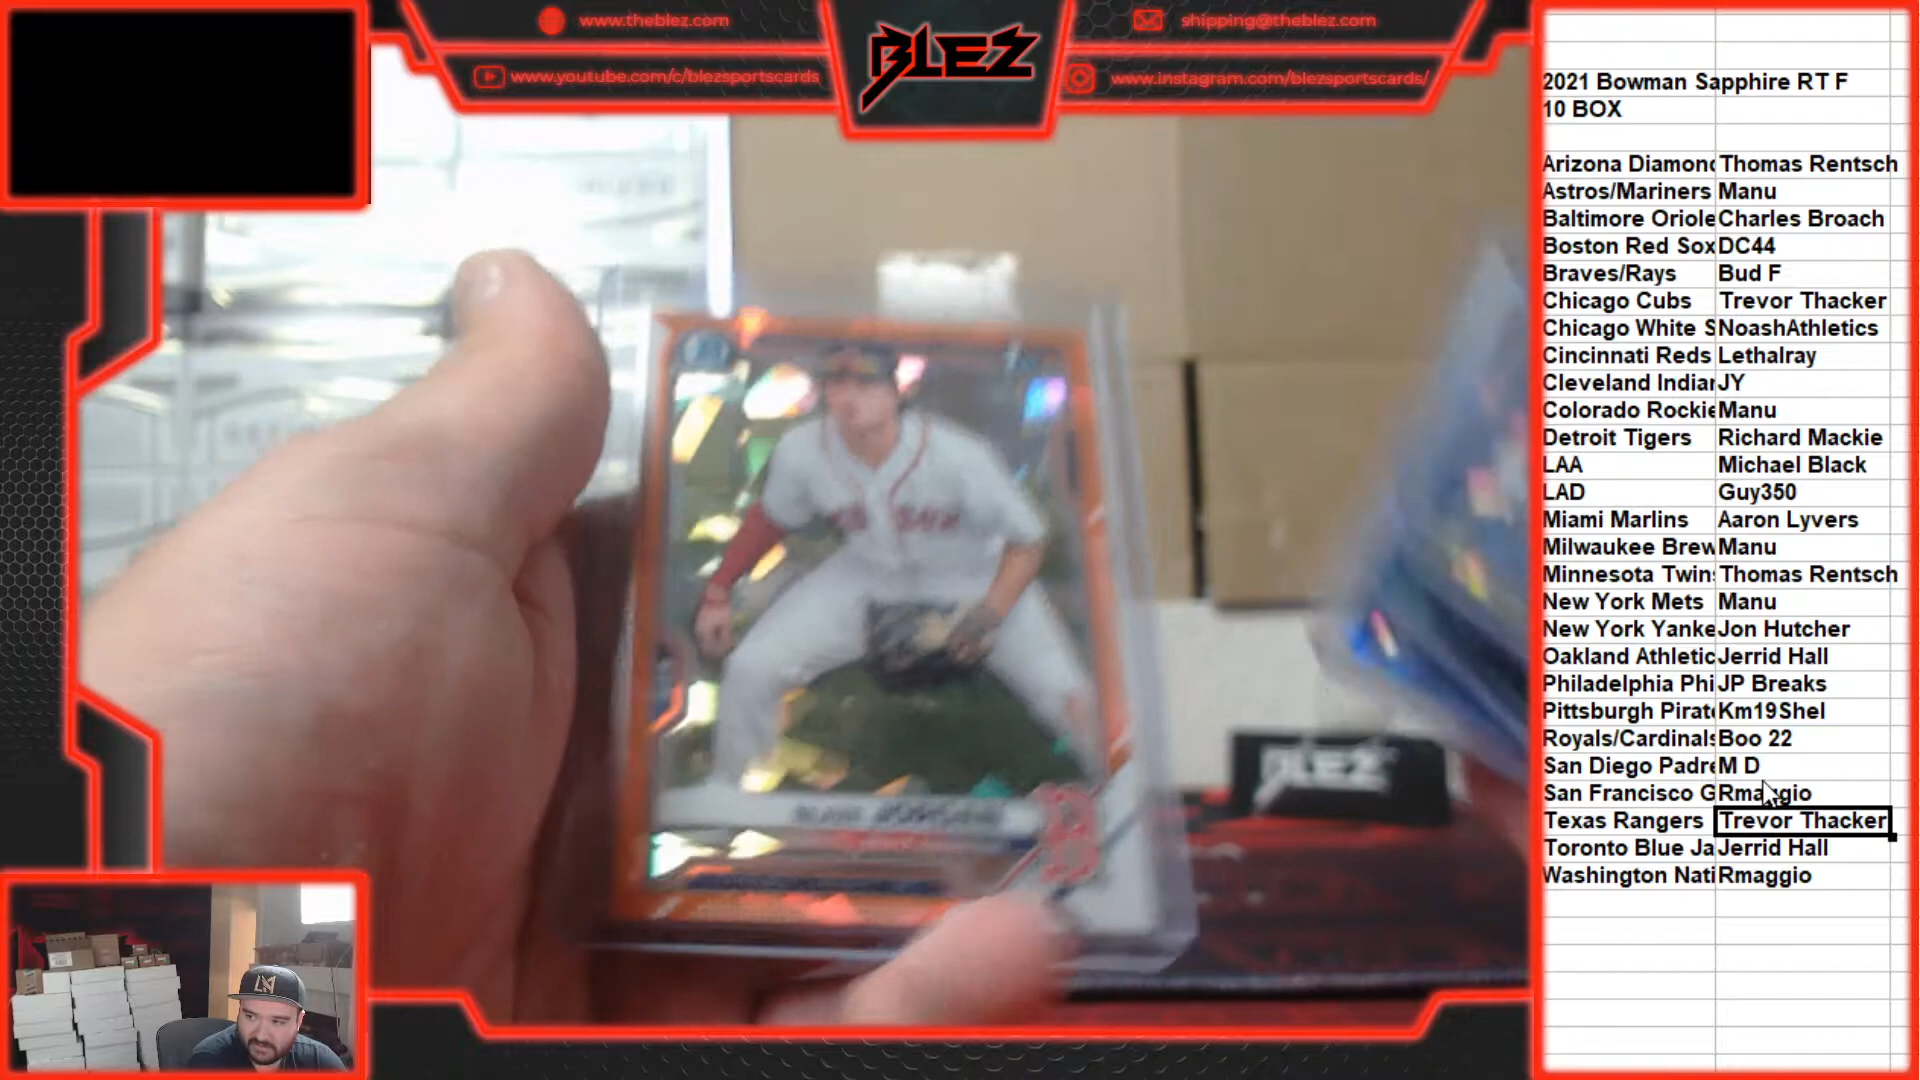 www.theblez.com
shipping@theblez.com
www.youtube.com/c/blezsportscards
www.instagram.com/blezsportscards/
BLEZ
2021 Bowman Sapphire RT F
10 BOX
Arizona Diamond Thomas Rentsch
Astros/Mariners Manu
Baltimore Oriole Charles Broach
Boston Red Sox DC44
Braves/Rays Bud F
Chicago Cubs Trevor Thacker
Chicago White S NoashAthletics
Cincinnati Reds Lethalray
Cleveland Indian JY
Colorado Rockie Manu
Detroit Tigers Richard Mackie
LAA Michael Black
LAD Guy350
Miami Marlins Aaron Lyvers
Milwaukee Brew Manu
Minnesota Twins Thomas Rentsch
New York Mets Manu
New York Yanke Jon Hutcher
Oakland Athletic Jerrid Hall
Philadelphia Phi JP Breaks
Pittsburgh Pirate Km19Shel
Royals/Cardinals Boo 22
San Diego Padre M D
San Francisco G Rmaggio
Texas Rangers Trevor Thacker
Toronto Blue Ja Jerrid Hall
Washington Nati Rmaggio
BLEZ
JORDAN
B